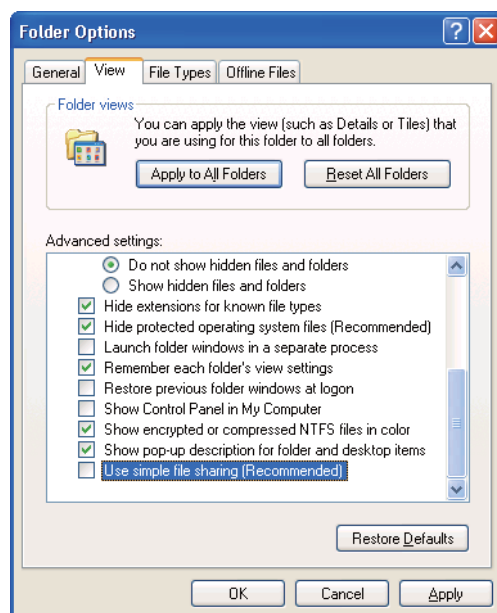 Folder Options
General View File Types Offline Files
Folder views
You can apply the view (such as Details or Tiles) that
you are using for this folder to all folders.
Apply to All Folders Reset All Folders
Advanced settings:
Do not show hidden files and folders
Show hidden files and folders
Hide extensions for known file types
Hide protected operating system files (Recommended)
Launch folder windows in a separate process
Remember each folder's view settings
Restore previous folder windows at logon
Show Control Panel in My Computer
Show encrypted or compressed NTFS files in color
Show pop-up description for folder and desktop items
Use simple file sharing (Recommended)
Restore Defaults
OK Cancel Apply